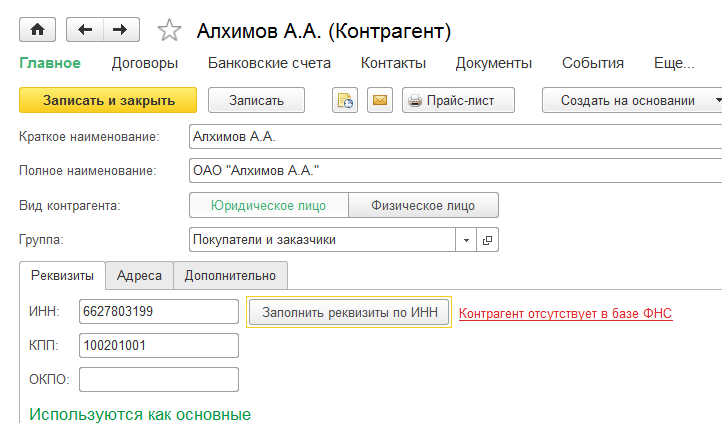 Алхимов А.А. (Контрагент)
Главное Договоры Банковские счета Контакты Документы События Еще...
Записать и закрыть Записать Прайс-лист Создать на основании
Краткое наименование: Алхимов А.А.
Полное наименование: ОАО "Алхимов А.А."
Вид контрагента: Юридическое лицо Физическое лицо
Группа: Покупатели и заказчики
Реквизиты Адреса Дополнительно
ИНН: 6627803199 Заполнить реквизиты по ИНН Контрагент отсутствует в базе ФНС
КПП: 100201001
ОКПО:
Используются как основные